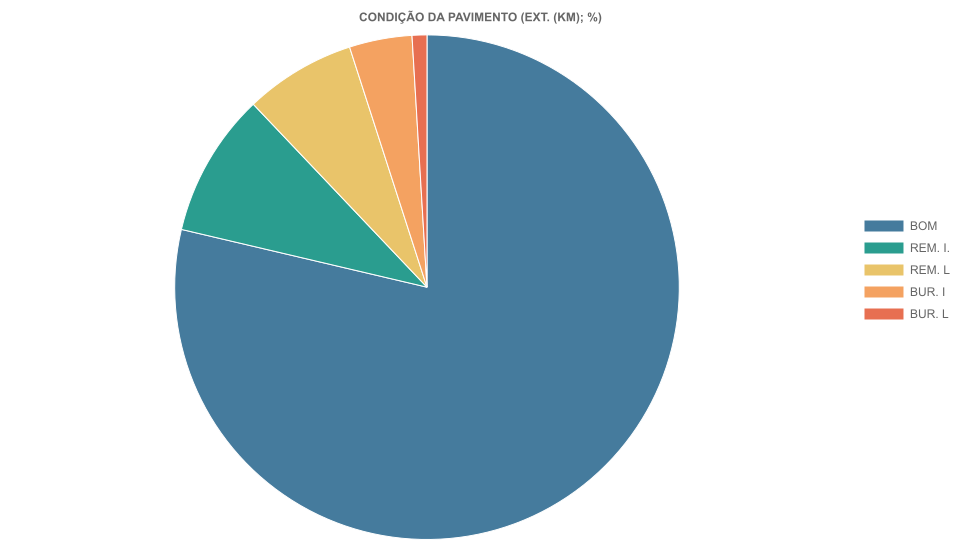 CONDIÇÃO DA PAVIMENTO (EXT. (KM); %)
BOM
REM. I.
REM. L
BUR. I
BUR. L